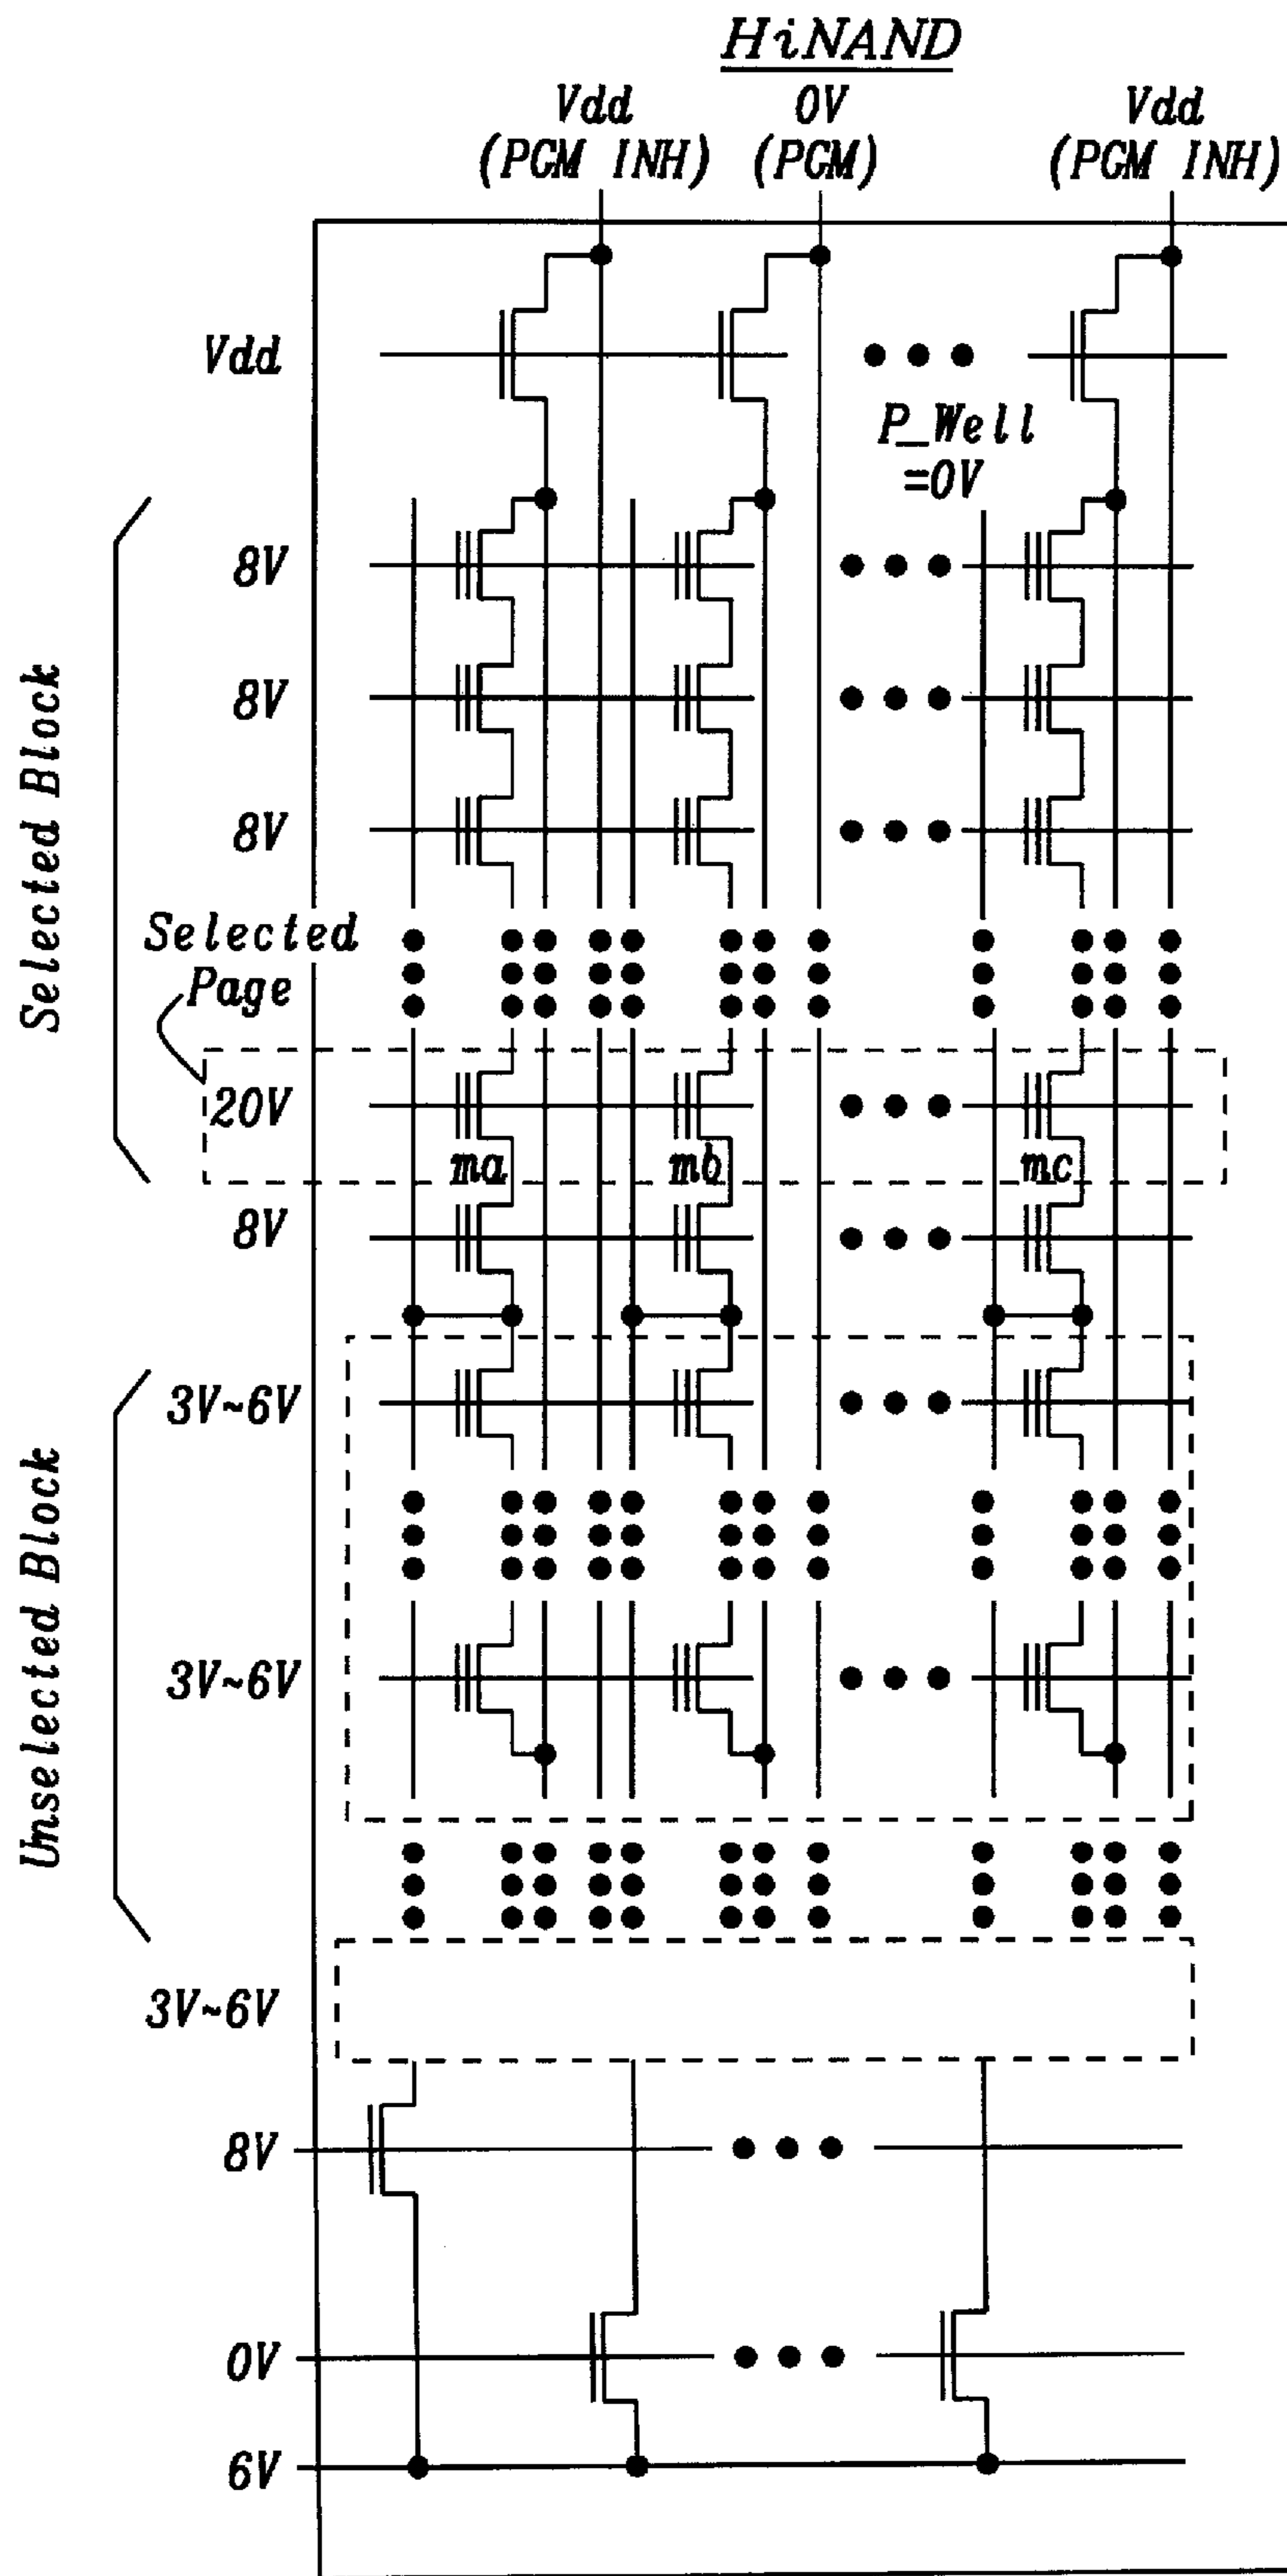 HiNAND
Vdd 0V Vdd
(PGM INH) (PGM) (PGM INH)
Vdd
P_Well
=0V
Selected Block
8V
8V
8V
Selected
Page
20V
ma mb mc
8V
Unselected Block
3V~6V
3V~6V
3V~6V
8V
0V
6V